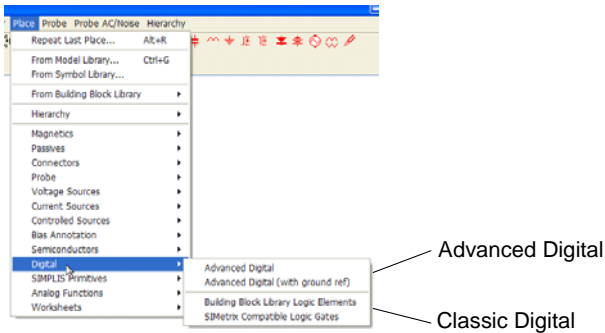 Place Probe Probe AC/Noise Hierarchy
Repeat Last Place... Alt+R
From Model Library... Ctrl+G
From Symbol Library...
From Building Block Library
Hierarchy
Magnetics
Passives
Connectors
Probe
Voltage Sources
Current Sources
Controlled Sources
Bias Annotation
Semiconductors
Digital
SIMPLIS Primitives
Analog Functions
Worksheets
Advanced Digital
Advanced Digital (with ground ref)
Building Block Library Logic Elements
SIMetrix Compatible Logic Gates
Advanced Digital
Classic Digital